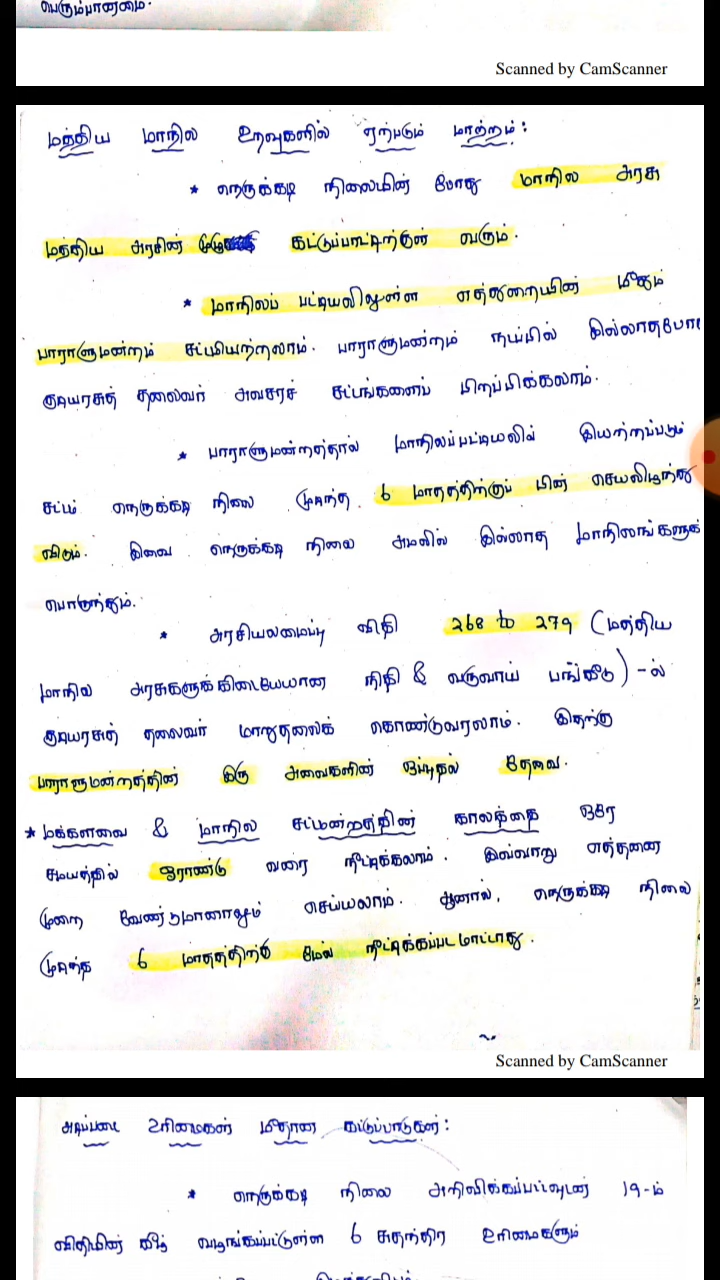 பெரும்பான்மை.
Scanned by CamScanner
மத்திய மாநில உறவுகளில் ஏற்படும் மாற்றம் :
* நெருக்கடி நிலையின் போது மாநில அரசு
மத்திய அரசின் கட்டுப்பாட்டிற்குள் வரும்.
* மாநிலப் பட்டியலிலுள்ள எத்துறையின் மீதும்
பாராளுமன்றம் சட்டமியற்றலாம். பாராளுமன்றம் நடப்பில் இல்லாதபோது
குடியரசுத் தலைவர் அவசரச் சட்டங்களைப் பிறப்பிக்கலாம்.
* பாராளுமன்றத்தால் மாநிலப்பட்டியலில் இயற்றப்படும்
சட்டம் நெருக்கடி நிலை முடிந்த 6 மாதத்திற்குப் பின் செயலிழந்து
விடும். இவை நெருக்கடி நிலை அமலில் இல்லாத மாநிலங்களுக்
பொருந்தும்.
* அரசியலமைப்பு விதி 268 to 279 (மத்திய
மாநில அரசுகளுக்கிடையேயான நிதி & வருவாய் பங்கீடு) -ல்
குடியரசுத் தலைவர் மாறுதலைக் கொண்டுவரலாம். இதற்கு
பாராளுமன்றத்தின் இரு அவைகளின் ஒப்புதல் தேவை.
* மக்களவை & மாநில சட்டமன்றத்தின் காலத்தை ஒரே
சமயத்தில் ஓராண்டு வரை நீட்டிக்கலாம். இவ்வாறு எத்தனை
முறை வேண்டுமானாலும் செய்யலாம். ஆனால், நெருக்கடி நிலை
முடிந்த 6 மாதத்திற்கு மேல் நீட்டிக்கப்படமாட்டாது.
Scanned by CamScanner
அடிப்படை உரிமைகள் மீதான கட்டுப்பாடுகள் :
* நெருக்கடி நிலை அறிவிக்கப்பட்டவுடன் 19-ம்
விதியின் கீழ் வழங்கப்பட்டுள்ள 6 சுதந்திர உரிமைகளும்